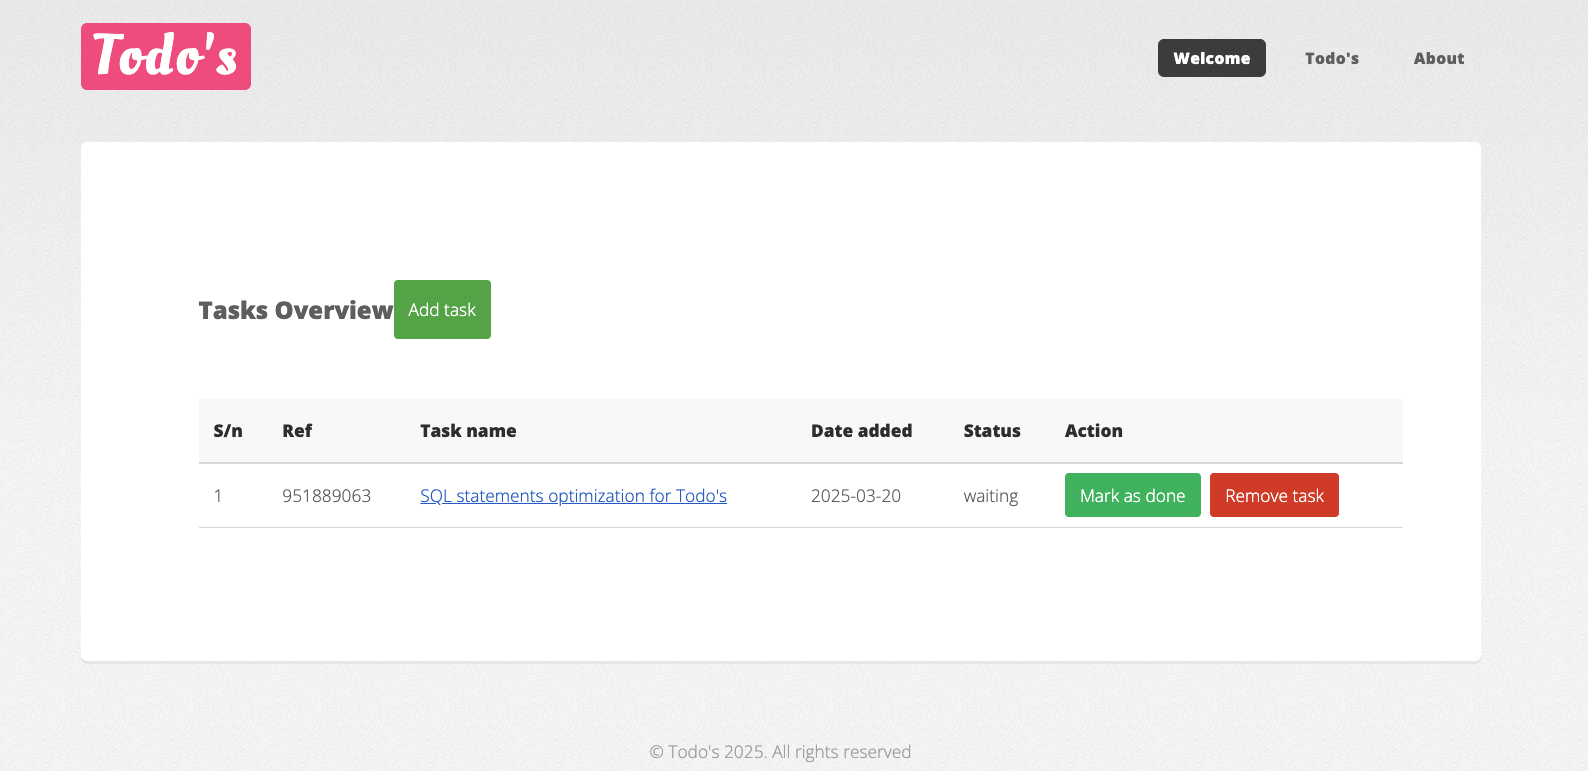 Todo's
Welcome Todo's About
Tasks Overview Add task
S/n Ref Task name Date added Status Action
1 951889063 SQL statements optimization for Todo's 2025-03-20 waiting Mark as done Remove task
© Todo's 2025. All rights reserved